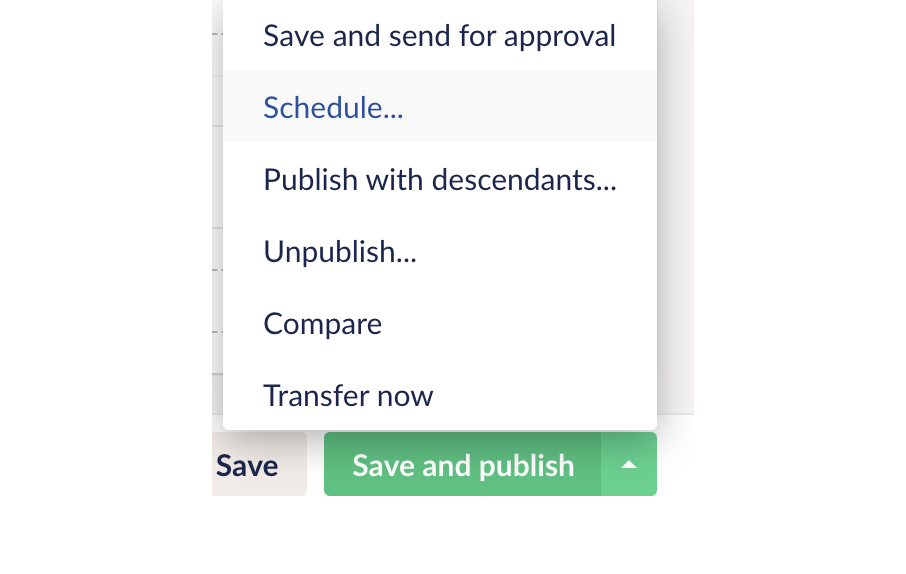 Save and send for approval
Schedule...
Publish with descendants...
Unpublish...
Compare
Transfer now
Save
Save and publish